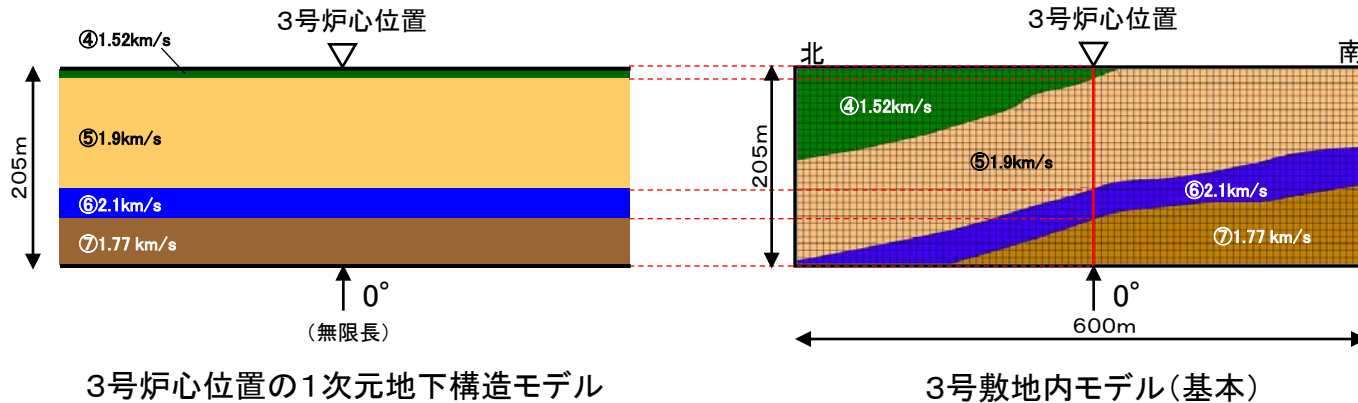 3号炉心位置
④1.52km/s
⑤1.9km/s
⑥2.1km/s
⑦1.77 km/s
205m
0°
(無限長)
3号炉心位置の1次元地下構造モデル
3号炉心位置
北
南
④1.52km/s
⑤1.9km/s
⑥2.1km/s
⑦1.77 km/s
205m
0°
600m
3号敷地内モデル(基本)